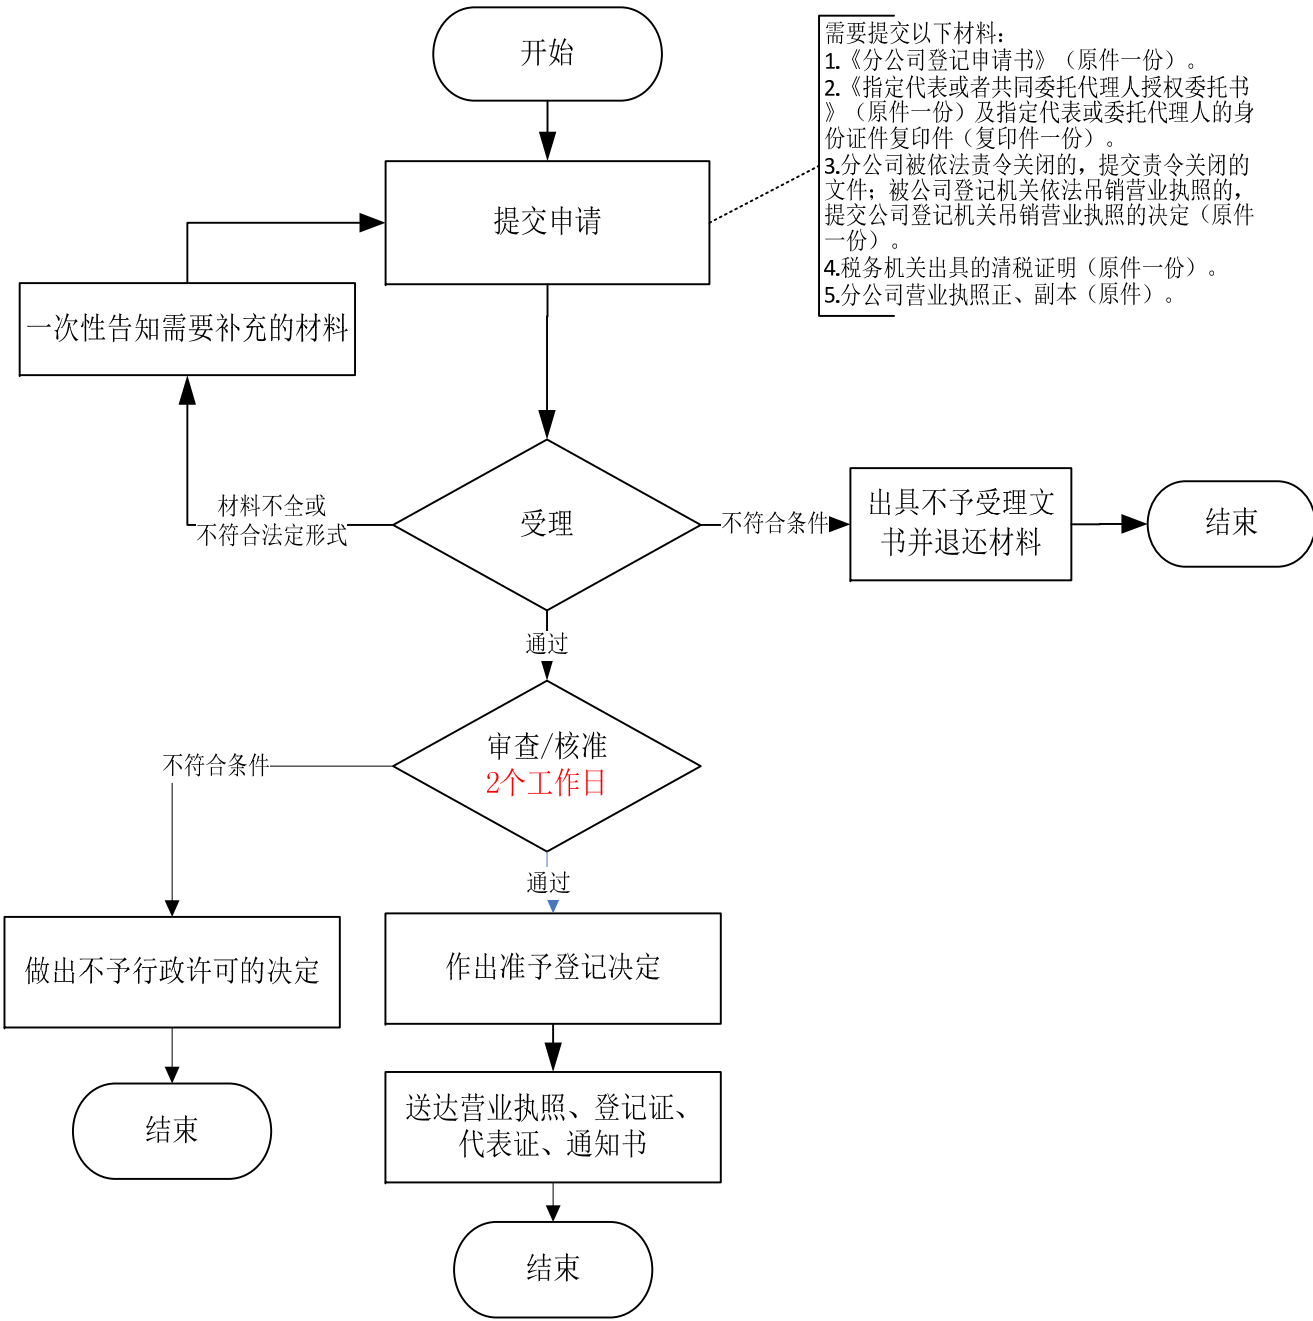 开始
需要提交以下材料：
1.《分公司登记申请书》（原件一份）。
2.《指定代表或者共同委托代理人授权委托书
》（原件一份）及指定代表或委托代理人的身
份证件复印件（复印件一份）。
3.分公司被依法责令关闭的，提交责令关闭的
文件；被公司登记机关依法吊销营业执照的，
提交公司登记机关吊销营业执照的决定（原件
一份）。
4.税务机关出具的清税证明（原件一份）。
5.分公司营业执照正、副本（原件）。
提交申请
一次性告知需要补充的材料
材料不全或
不符合法定形式
受理
不符合条件
出具不予受理文
书并退还材料
结束
通过
审查/核准
2个工作日
不符合条件
通过
做出不予行政许可的决定
作出准予登记决定
结束
送达营业执照、登记证、
代表证、通知书
结束